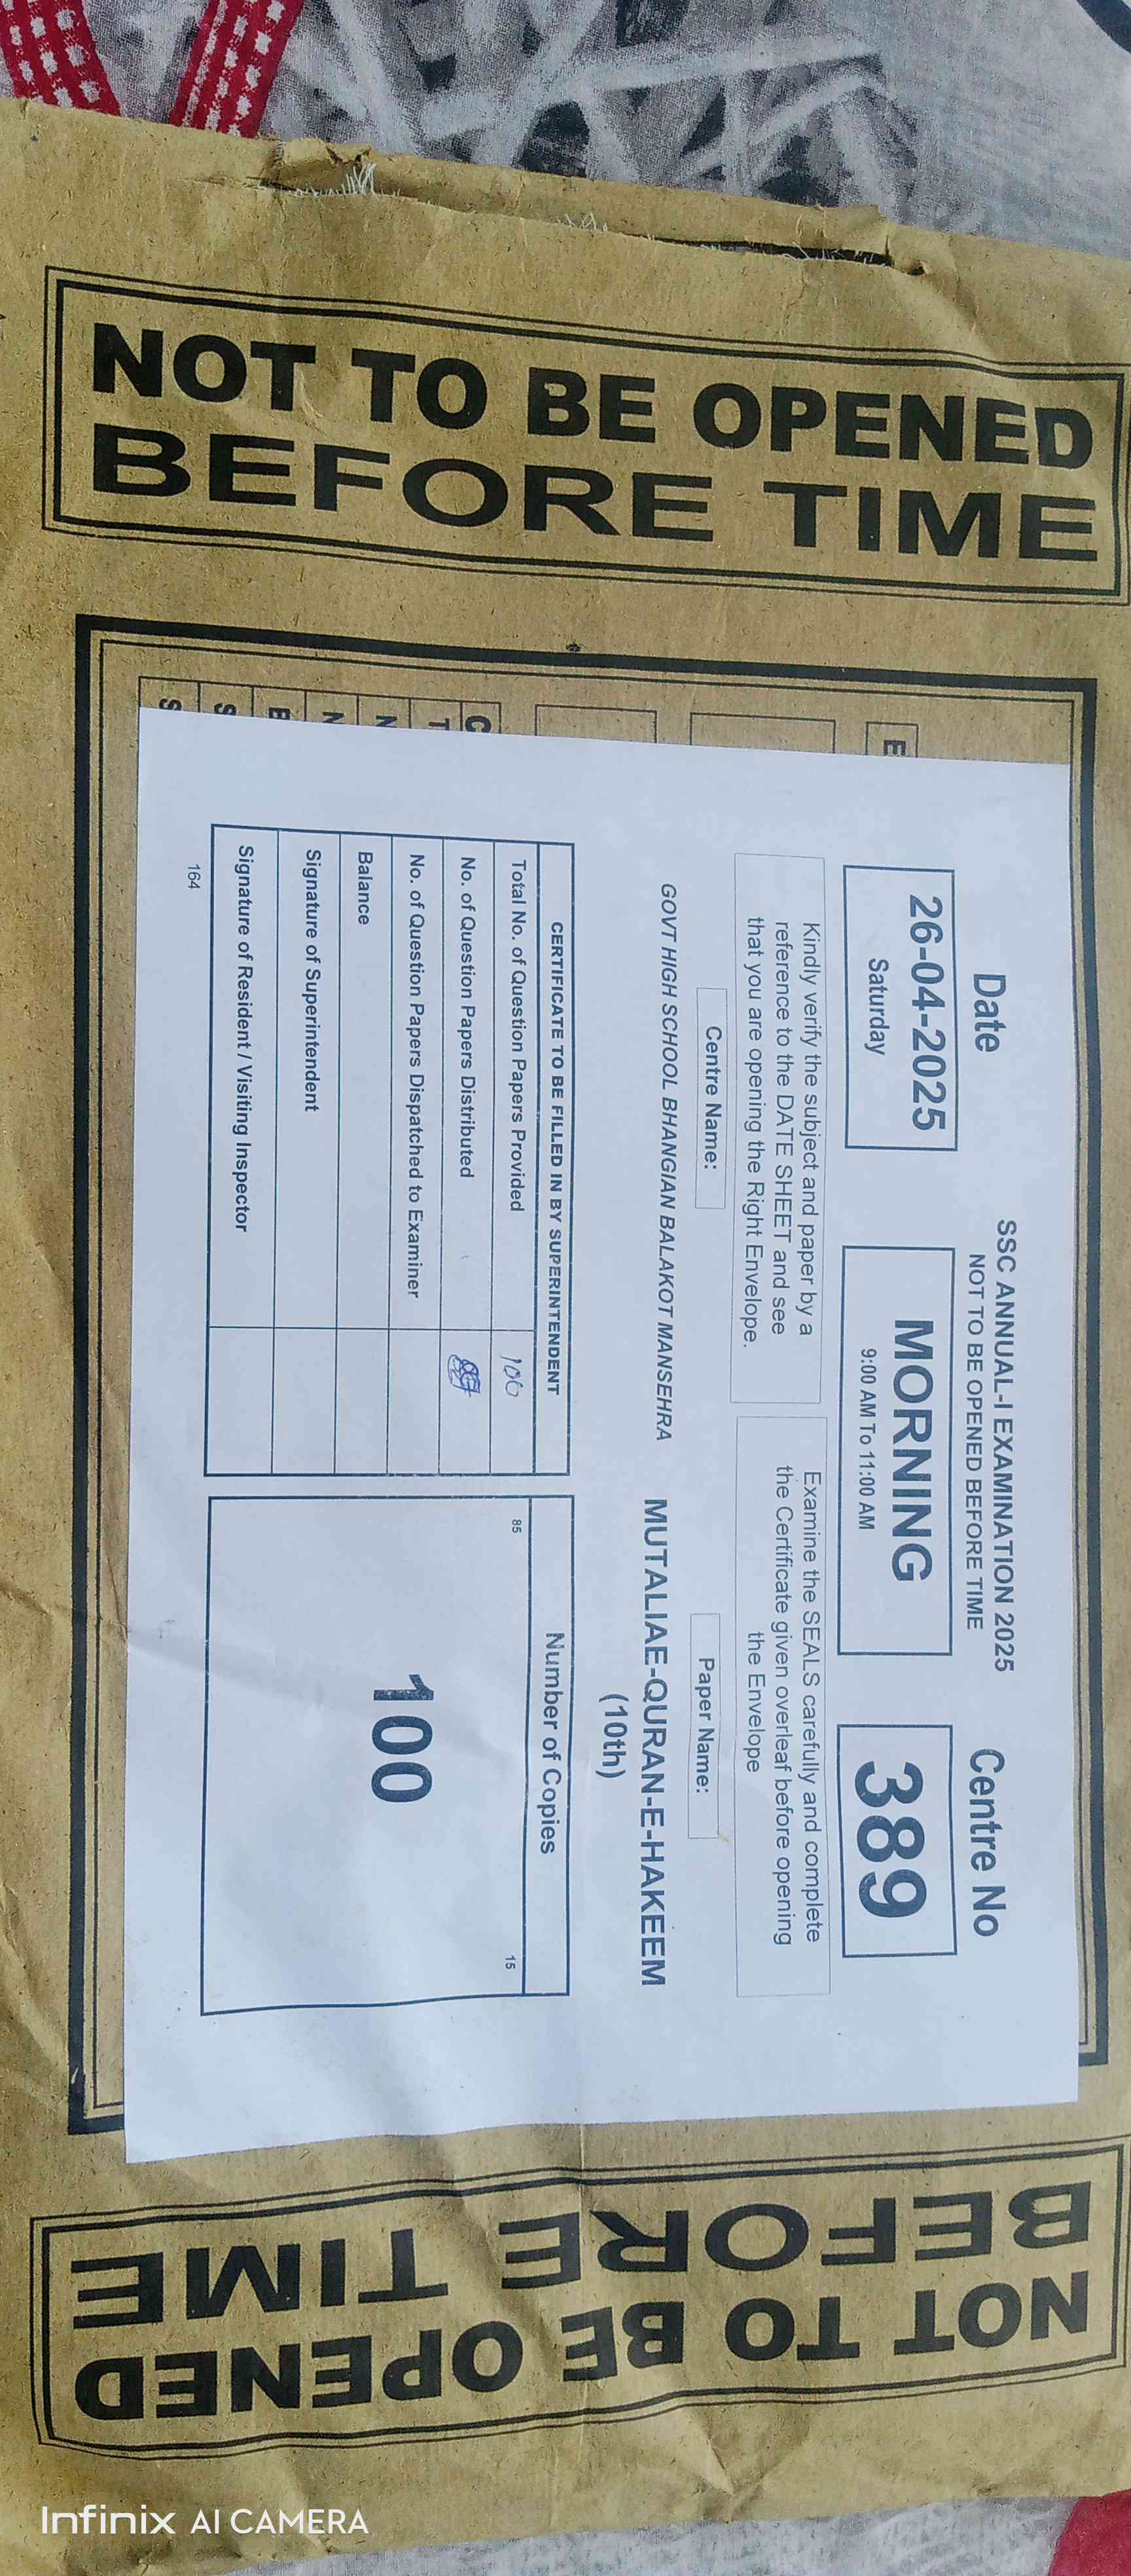 NOT TO BE OPENED
BEFORE TIME
E
C
T
N
N
B
S
S
SSC ANNUAL-I EXAMINATION 2025
NOT TO BE OPENED BEFORE TIME
Date
26-04-2025
Saturday
MORNING
9:00 AM To 11:00 AM
Centre No
389
Kindly verify the subject and paper by a
reference to the DATE SHEET and see
that you are opening the Right Envelope.
Examine the SEALS carefully and complete
the Certificate given overleaf before opening
the Envelope
Centre Name:
GOVT HIGH SCHOOL BHANGIAN BALAKOT MANSEHRA
Paper Name:
MUTALIAE-QURAN-E-HAKEEM
(10th)
CERTIFICATE TO BE FILLED IN BY SUPERINTENDENT
Total No. of Question Papers Provided 100
No. of Question Papers Distributed
No. of Question Papers Dispatched to Examiner
Balance
Signature of Superintendent
Signature of Resident / Visiting Inspector
164
Number of Copies
85 15
100
NOT TO BE OPENED
BEFORE TIME
Infinix AI CAMERA